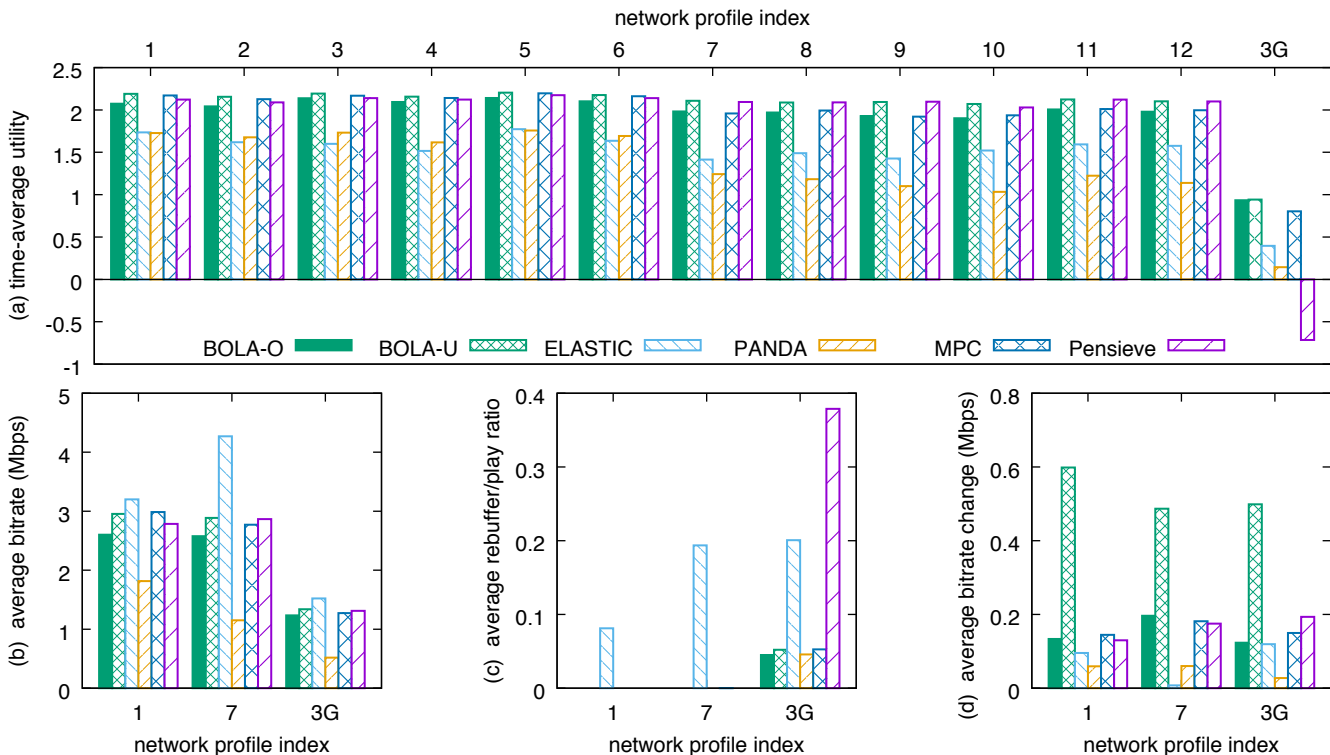 network profile index
1 2 3 4 5 6 7 8 9 10 11 12 3G
(a) time-average utility
2.5
2
1.5
1
0.5
0
-0.5
-1
BOLA-O BOLA-U ELASTIC PANDA MPC Pensieve
(b) average bitrate (Mbps)
5
4
3
2
1
0
1 7 3G
network profile index
(c) average rebuffer/play ratio
0.4
0.3
0.2
0.1
0
1 7 3G
network profile index
(d) average bitrate change (Mbps)
0.8
0.6
0.4
0.2
0
1 7 3G
network profile index